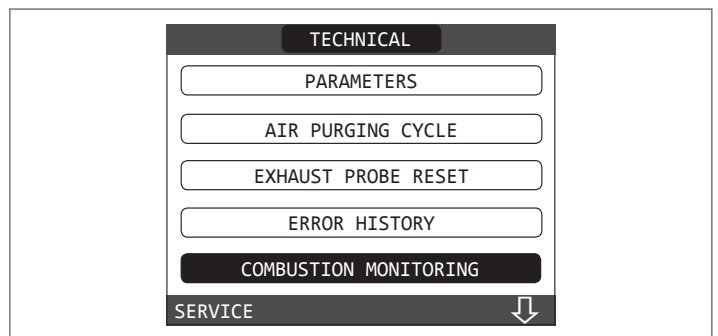 TECHNICAL
PARAMETERS
AIR PURGING CYCLE
EXHAUST PROBE RESET
ERROR HISTORY
COMBUSTION MONITORING
SERVICE